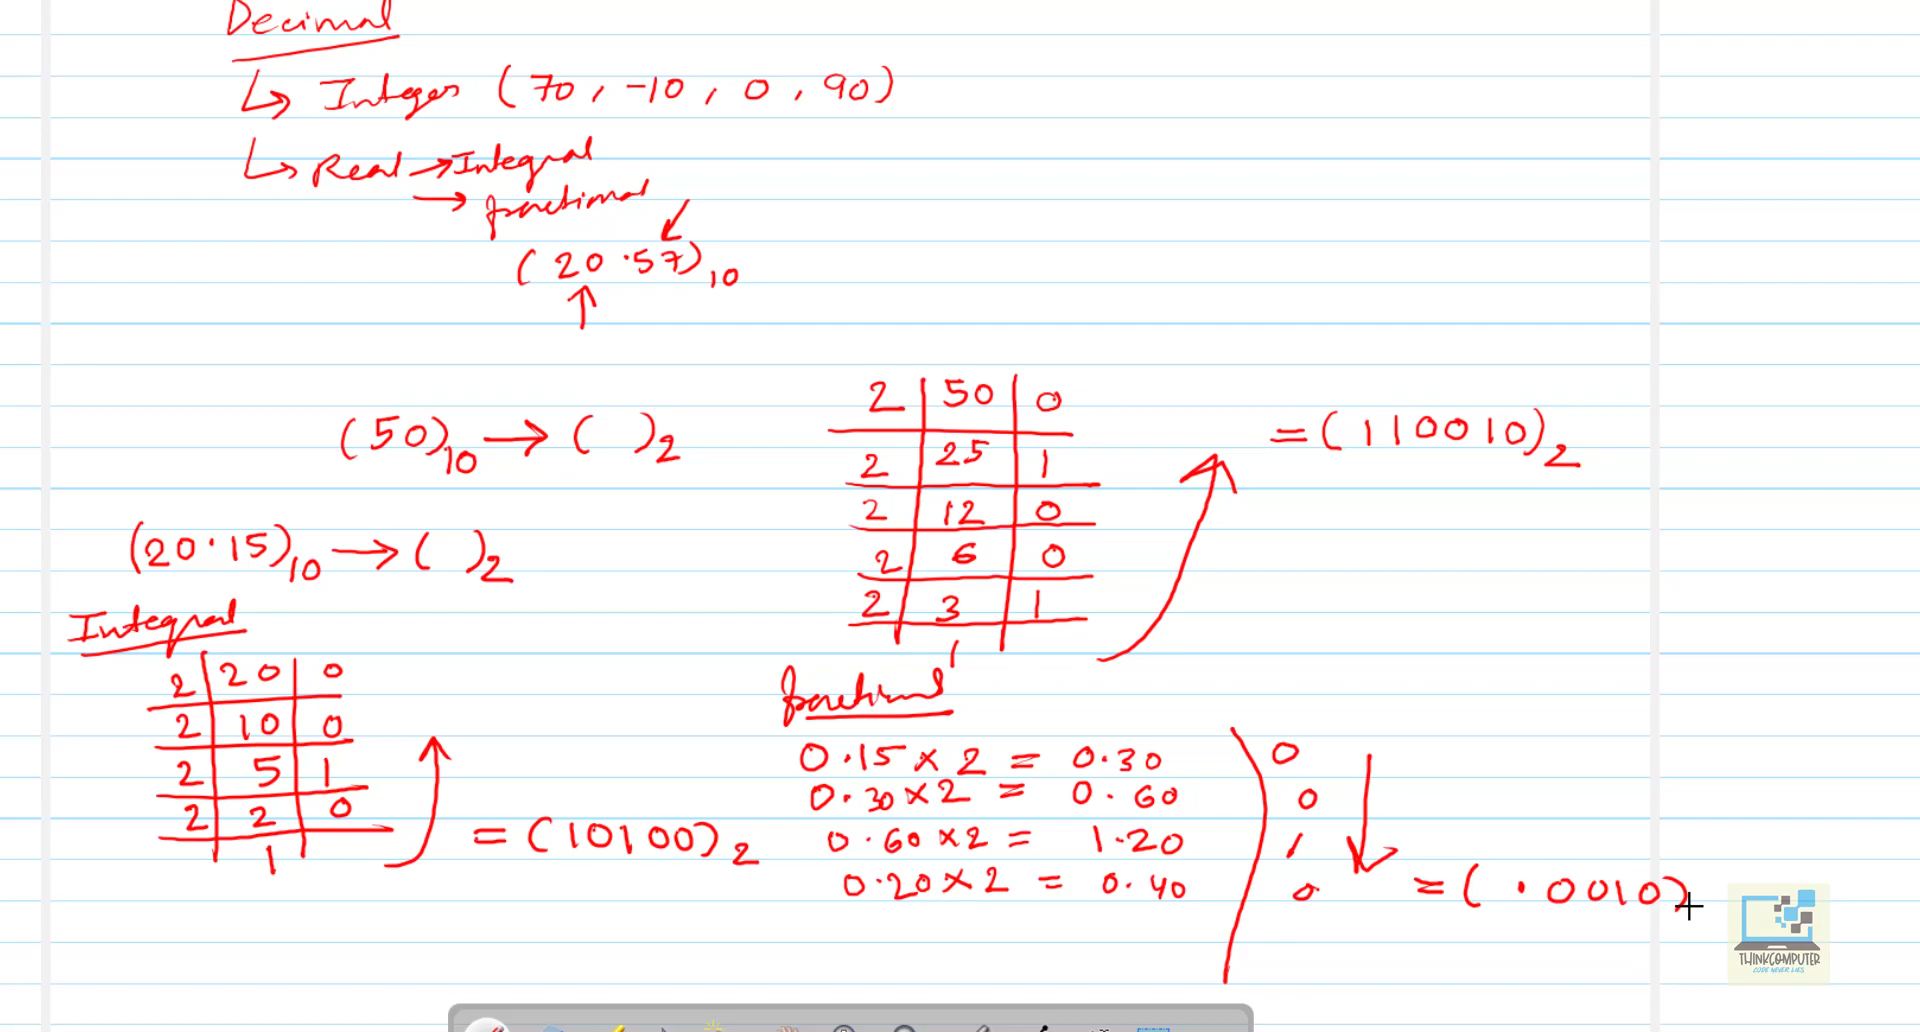 Decimal
↳ Integer (70, -10, 0, 90)
↳ Real → Integral
→ fractional
(20.57)10
(50)10 → ( )2
2 | 50 | 0
2 | 25 | 1
2 | 12 | 0
2 | 6 | 0
2 | 3 | 1
1
= (110010)2
(20.15)10 → ( )2
Integral
2 | 20 | 0
2 | 10 | 0
2 | 5 | 1
2 | 2 | 0
1
= (10100)2
fractional
0.15 × 2 = 0.30 0
0.30 × 2 = 0.60 0
0.60 × 2 = 1.20 1
0.20 × 2 = 0.40 0
= (.0010)
THINKCOMPUTER
CODE NEVER LIES